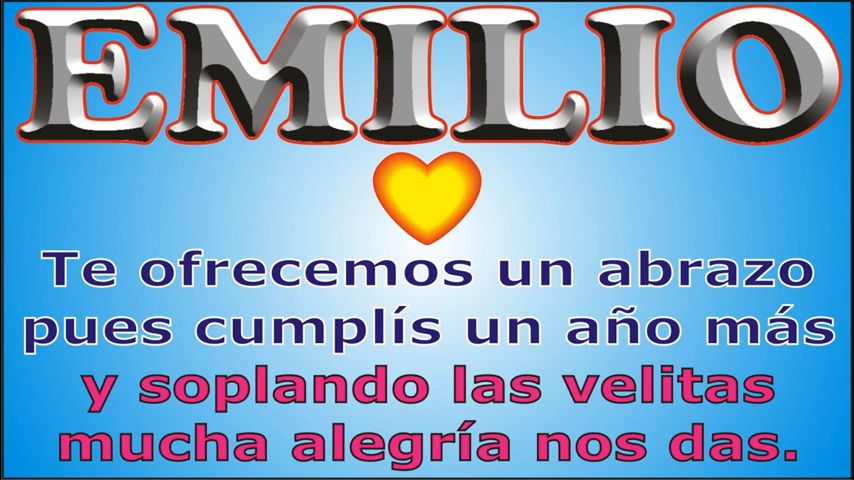 EMILIO
Te ofrecemos un abrazo
pues cumplís un año más
y soplando las velitas
mucha alegría nos das.